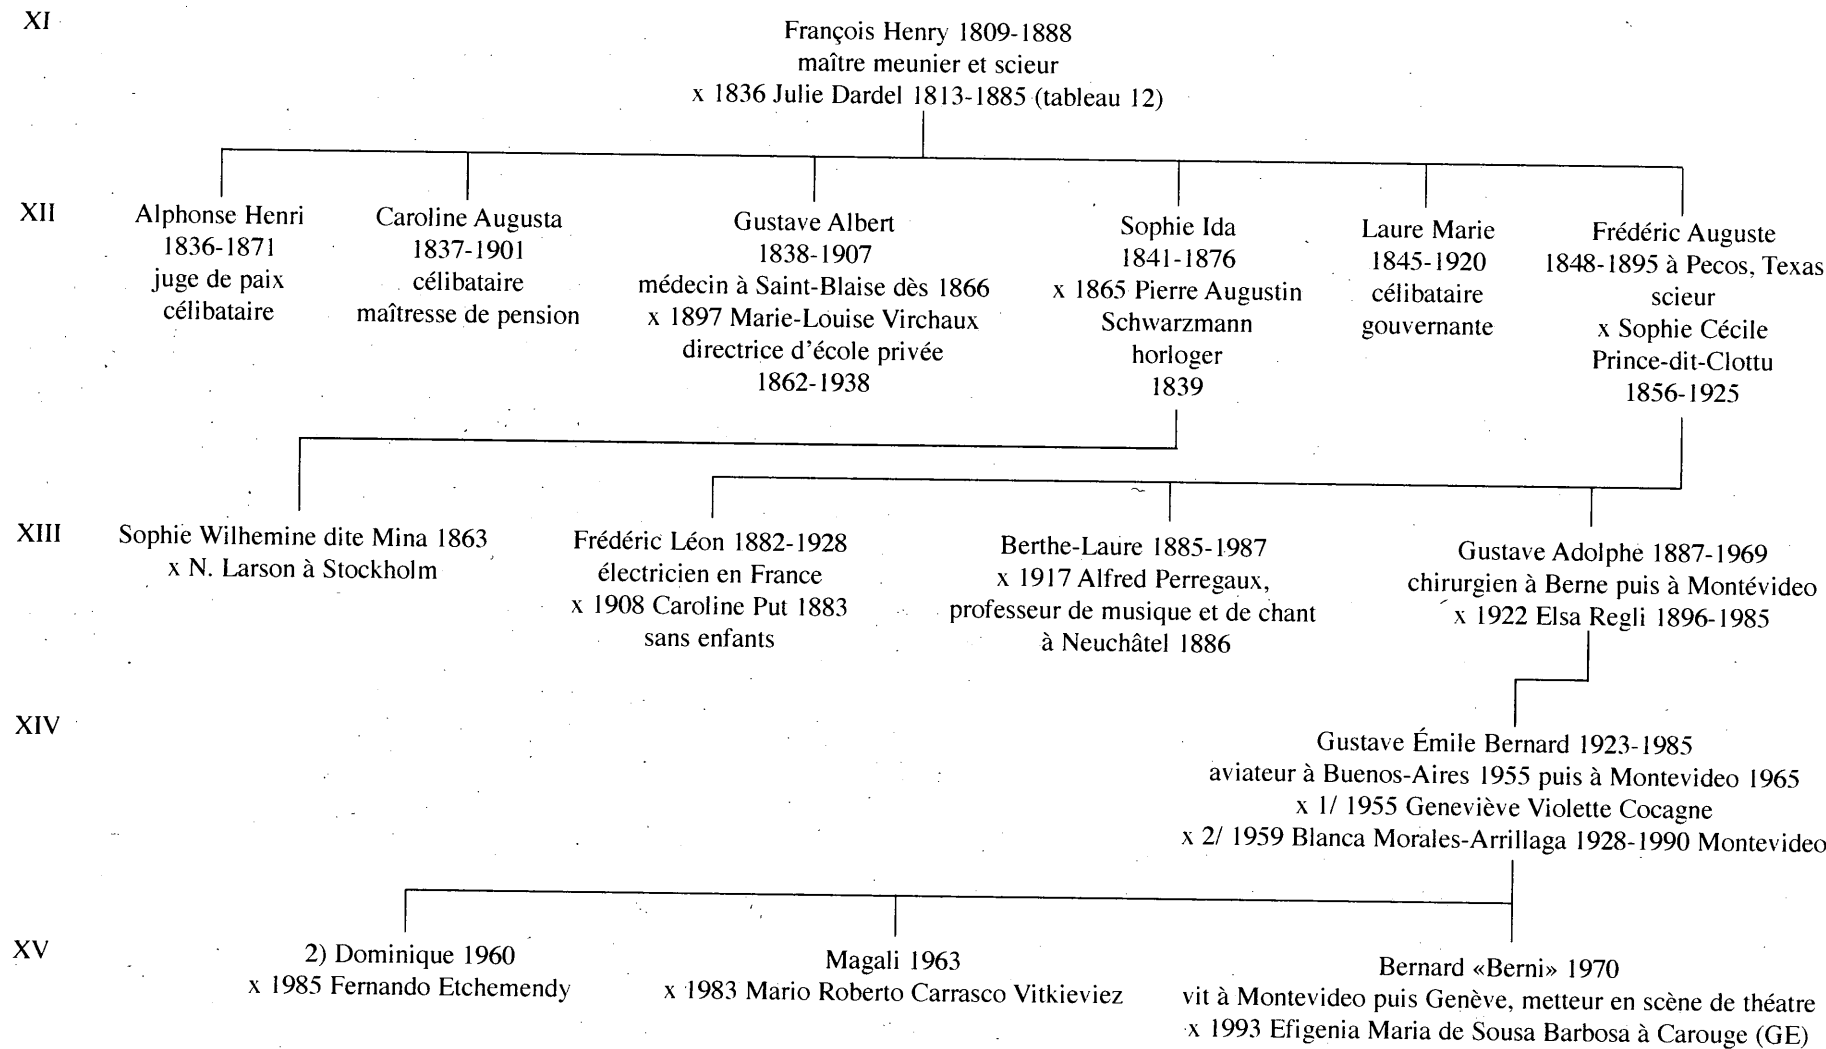 XI
François Henry 1809-1888
maître meunier et scieur
x 1836 Julie Dardel 1813-1885 (tableau 12)
XII
Alphonse Henri
1836-1871
juge de paix
célibataire
Caroline Augusta
1837-1901
célibataire
maîtresse de pension
Gustave Albert
1838-1907
médecin à Saint-Blaise dès 1866
x 1897 Marie-Louise Virchaux
directrice d'école privée
1862-1938
Sophie Ida
1841-1876
x 1865 Pierre Augustin
Schwarzmann
horloger
1839
Laure Marie
1845-1920
célibataire
gouvernante
Frédéric Auguste
1848-1895 à Pecos, Texas
scieur
x Sophie Cécile
Prince-dit-Clottu
1856-1925
XIII
Sophie Wilhemine dite Mina 1863
x N. Larson à Stockholm
Frédéric Léon 1882-1928
électricien en France
x 1908 Caroline Put 1883
sans enfants
Berthe-Laure 1885-1987
x 1917 Alfred Perregaux,
professeur de musique et de chant
à Neuchâtel 1886
Gustave Adolphe 1887-1969
chirurgien à Berne puis à Montévideo
x 1922 Elsa Regli 1896-1985
XIV
Gustave Émile Bernard 1923-1985
aviateur à Buenos-Aires 1955 puis à Montevideo 1965
x 1/ 1955 Geneviève Violette Cocagne
x 2/ 1959 Blanca Morales-Arrillaga 1928-1990 Montevideo
XV
2) Dominique 1960
x 1985 Fernando Etchemendy
Magali 1963
x 1983 Mario Roberto Carrasco Vitkieviez
Bernard «Berni» 1970
vit à Montevideo puis Genève, metteur en scène de théatre
x 1993 Efigenia Maria de Sousa Barbosa à Carouge (GE)